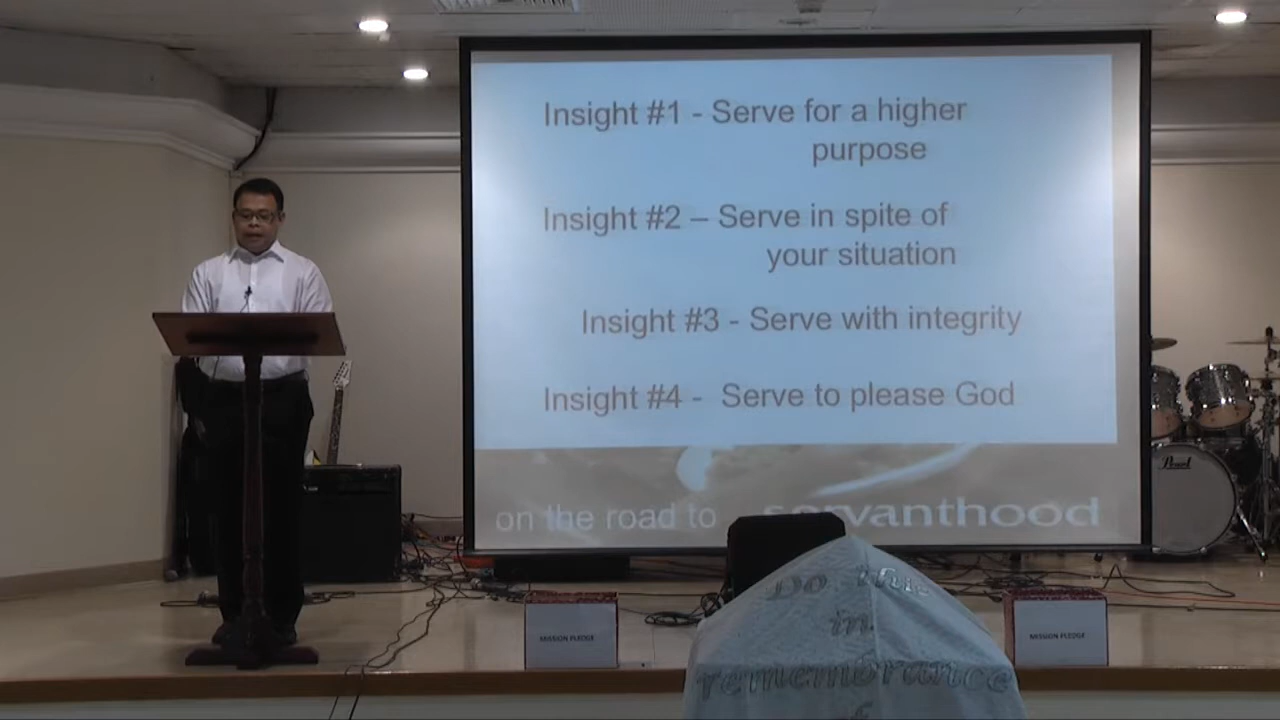 Insight #1 - Serve for a higher
purpose
Insight #2 – Serve in spite of
your situation
Insight #3 - Serve with integrity
Insight #4 - Serve to please God
on the road to servanthood
MISSION PLEDGE
MISSION PLEDGE
Pearl
Do This
in
remembrance
of